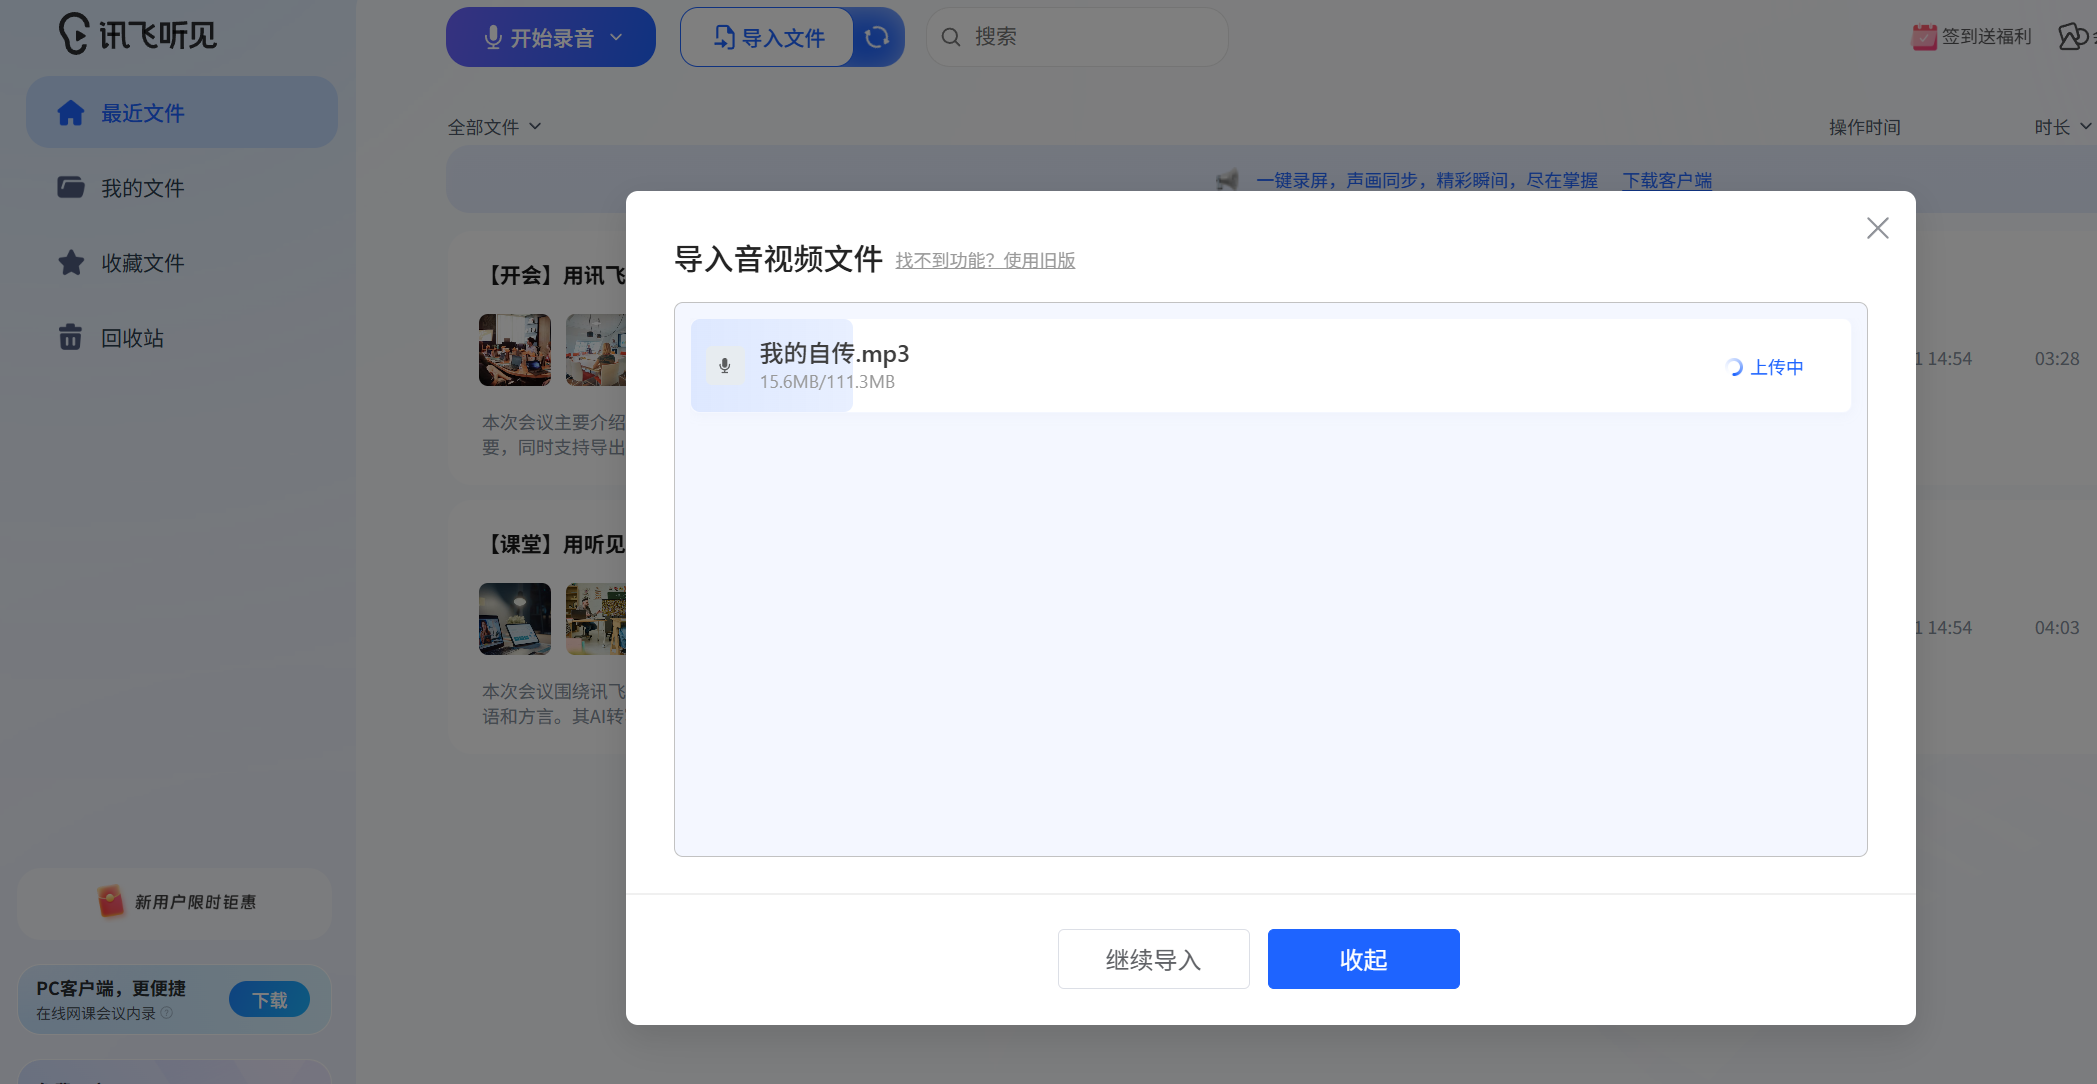 讯飞听见
开始录音
导入文件
搜索
签到送福利
最近文件
我的文件
收藏文件
回收站
全部文件
操作时间
时长
一键录屏，声画同步，精彩瞬间，尽在掌握 下载客户端
导入音视频文件 找不到功能？使用旧版
【开会】用讯飞
我的自传.mp3
15.6MB/111.3MB
上传中
1 14:54
03:28
本次会议主要介绍
要，同时支持导出
【课堂】用听见
1 14:54
04:03
本次会议围绕讯飞
语和方言。其AI转
新用户限时钜惠
PC客户端，更便捷
在线网课会议内录
下载
继续导入
收起